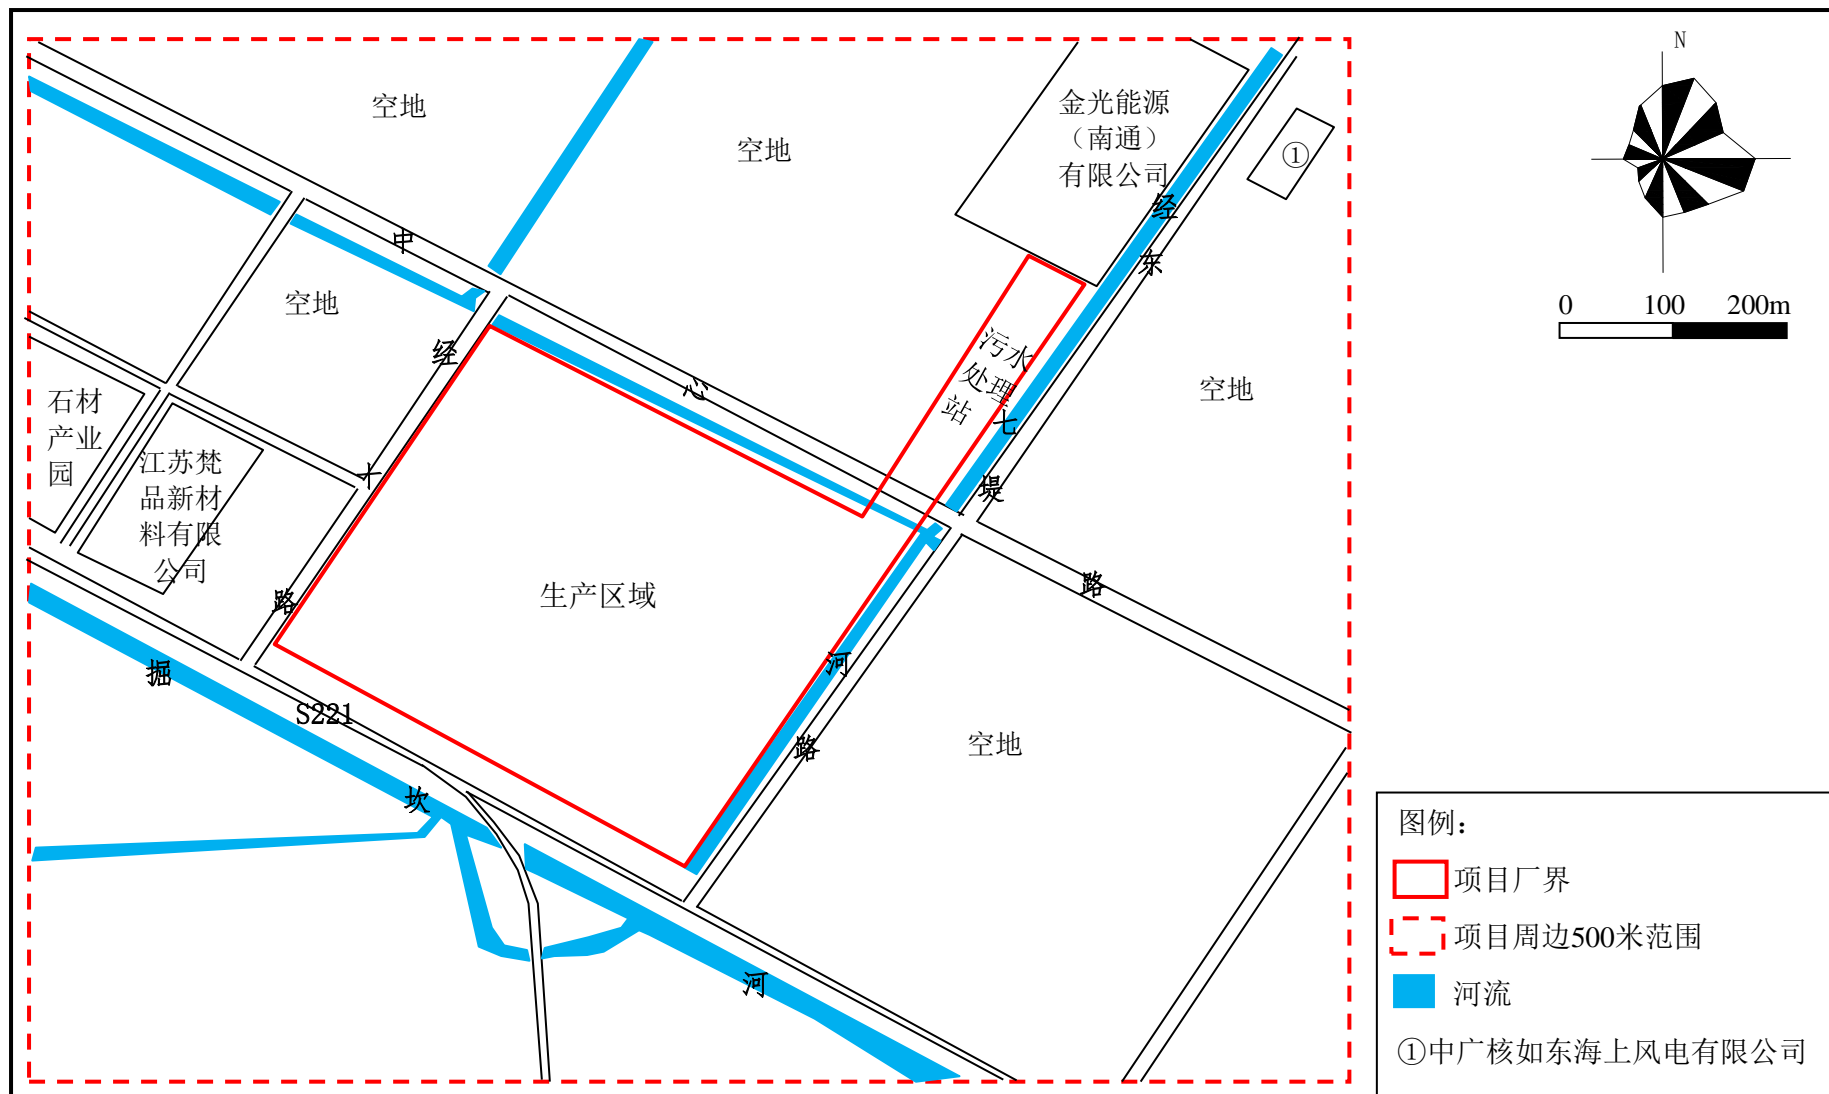 N
空地
金光能源
（南通）
有限公司
①
空地
经
东
中
空地
0 100 200m
污水
处理
站
七
堤
经
心
空地
石材
产业
园
大
江苏梵
品新材
料有限
公司
路
生产区域
路
河
掘
S221
路
空地
坎
河
图例：
项目厂界
项目周边500米范围
河流
①中广核如东海上风电有限公司